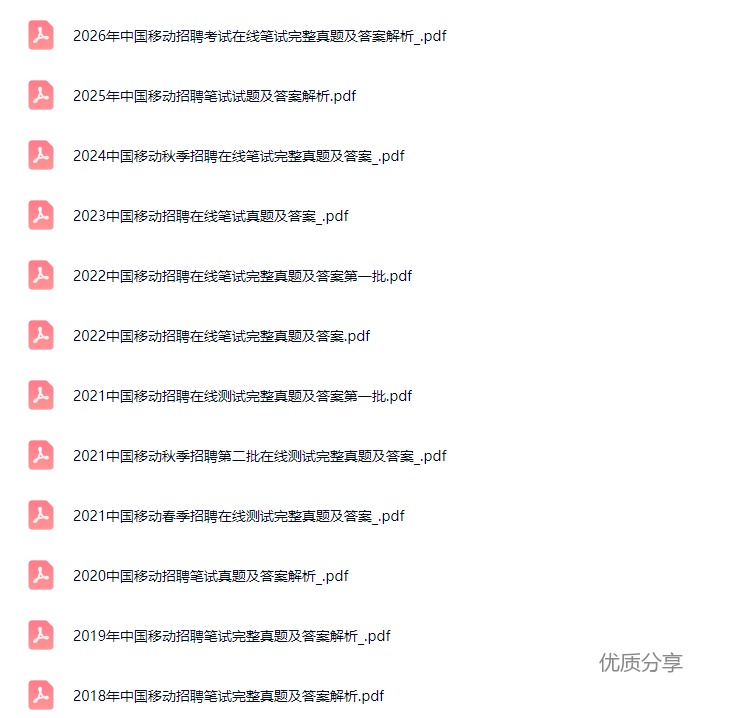 2026年中国移动招聘考试在线笔试完整真题及答案解析_.pdf
2025年中国移动招聘笔试试题及答案解析.pdf
2024中国移动秋季招聘在线笔试完整真题及答案_.pdf
2023中国移动招聘在线笔试真题及答案_.pdf
2022中国移动招聘在线笔试完整真题及答案第一批.pdf
2022中国移动招聘在线笔试完整真题及答案.pdf
2021中国移动招聘在线测试完整真题及答案第一批.pdf
2021中国移动秋季招聘第二批在线测试完整真题及答案_.pdf
2021中国移动春季招聘在线测试完整真题及答案_.pdf
2020中国移动招聘笔试真题及答案解析_.pdf
2019年中国移动招聘笔试完整真题及答案解析_.pdf
优质分享
2018年中国移动招聘笔试完整真题及答案解析.pdf